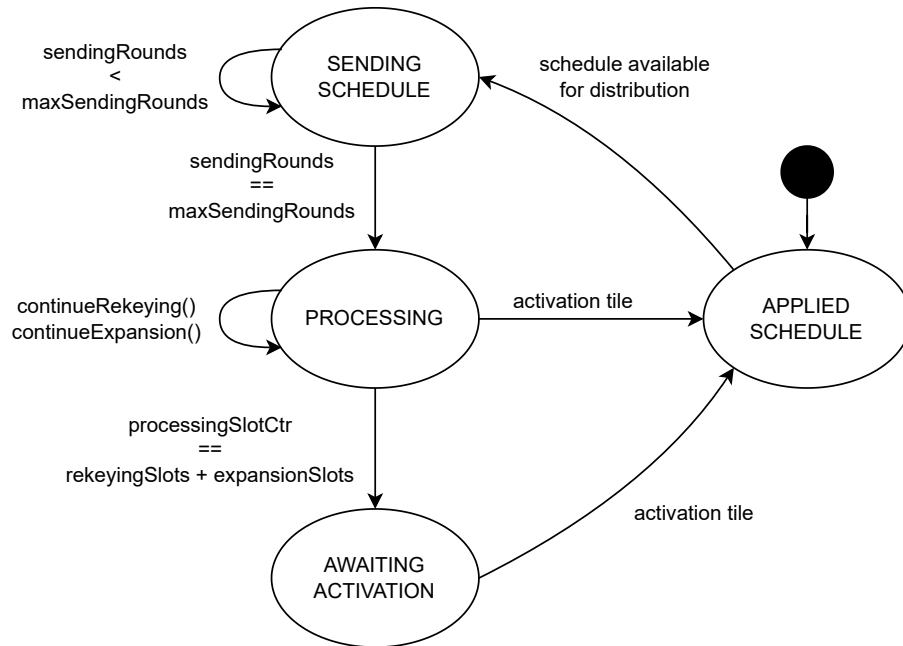 sendingRounds
<
maxSendingRounds
SENDING
SCHEDULE
schedule available
for distribution
sendingRounds
==
maxSendingRounds
continueRekeying()
continueExpansion()
PROCESSING
activation tile
APPLIED
SCHEDULE
processingSlotCtr
==
rekeyingSlots + expansionSlots
activation tile
AWAITING
ACTIVATION